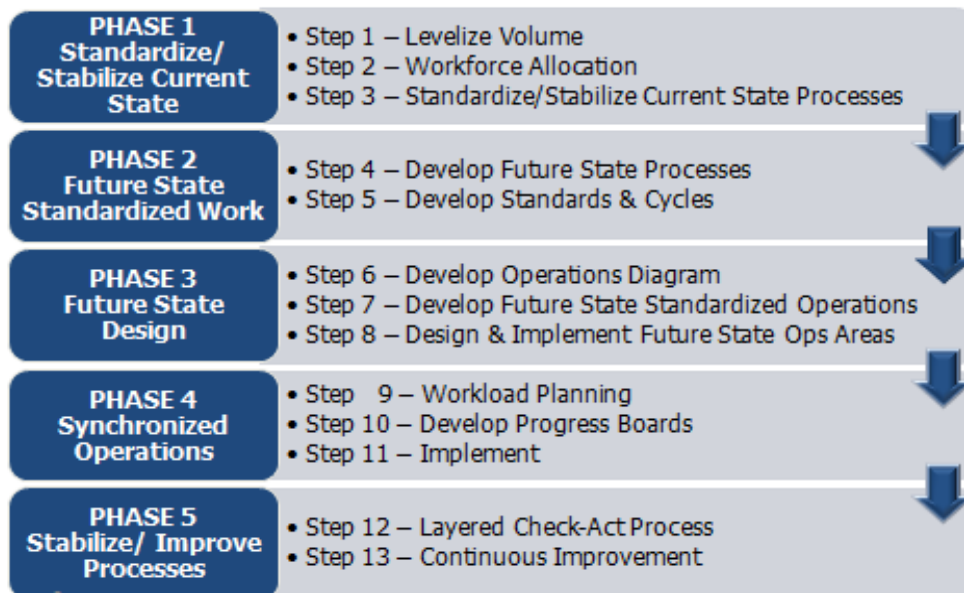 PHASE 1
Standardize/
Stabilize Current
State
• Step 1 – Levelize Volume
• Step 2 – Workforce Allocation
• Step 3 – Standardize/Stabilize Current State Processes
PHASE 2
Future State
Standardized Work
• Step 4 – Develop Future State Processes
• Step 5 – Develop Standards & Cycles
PHASE 3
Future State
Design
• Step 6 – Develop Operations Diagram
• Step 7 – Develop Future State Standardized Operations
• Step 8 – Design & Implement Future State Ops Areas
PHASE 4
Synchronized
Operations
• Step 9 – Workload Planning
• Step 10 – Develop Progress Boards
• Step 11 – Implement
PHASE 5
Stabilize/ Improve
Processes
• Step 12 – Layered Check-Act Process
• Step 13 – Continuous Improvement